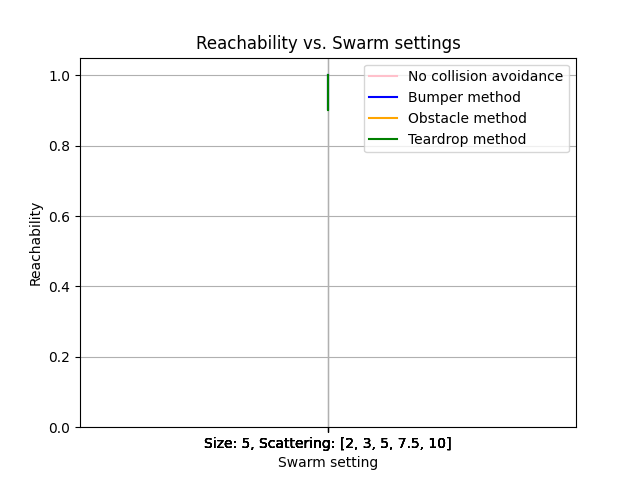 Reachability vs. Swarm settings
1.0
0.8
0.6
0.4
0.2
0.0
Reachability
No collision avoidance
Bumper method
Obstacle method
Teardrop method
Size: 5, Scattering: [2, 3, 5, 7.5, 10]
Swarm setting